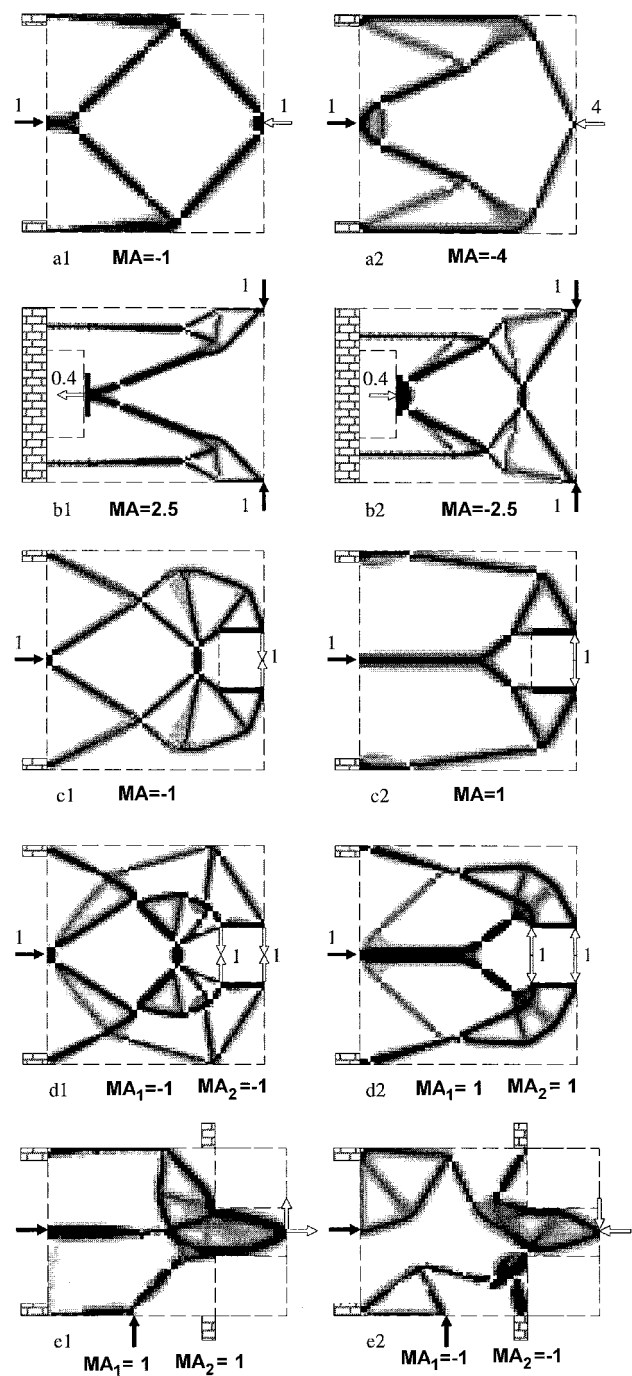 1 1 1 4
a1 MA=-1 a2 MA=-4
1 1
0.4 0.4
1 1
b1 MA=2.5 b2 MA=-2.5
1 1 1 1
c1 MA=-1 c2 MA=1
1 1 1 1 1 1
d1 MA1=-1 MA2=-1 d2 MA1= 1 MA2= 1
e1 MA1= 1 MA2= 1 e2 MA1=-1 MA2=-1